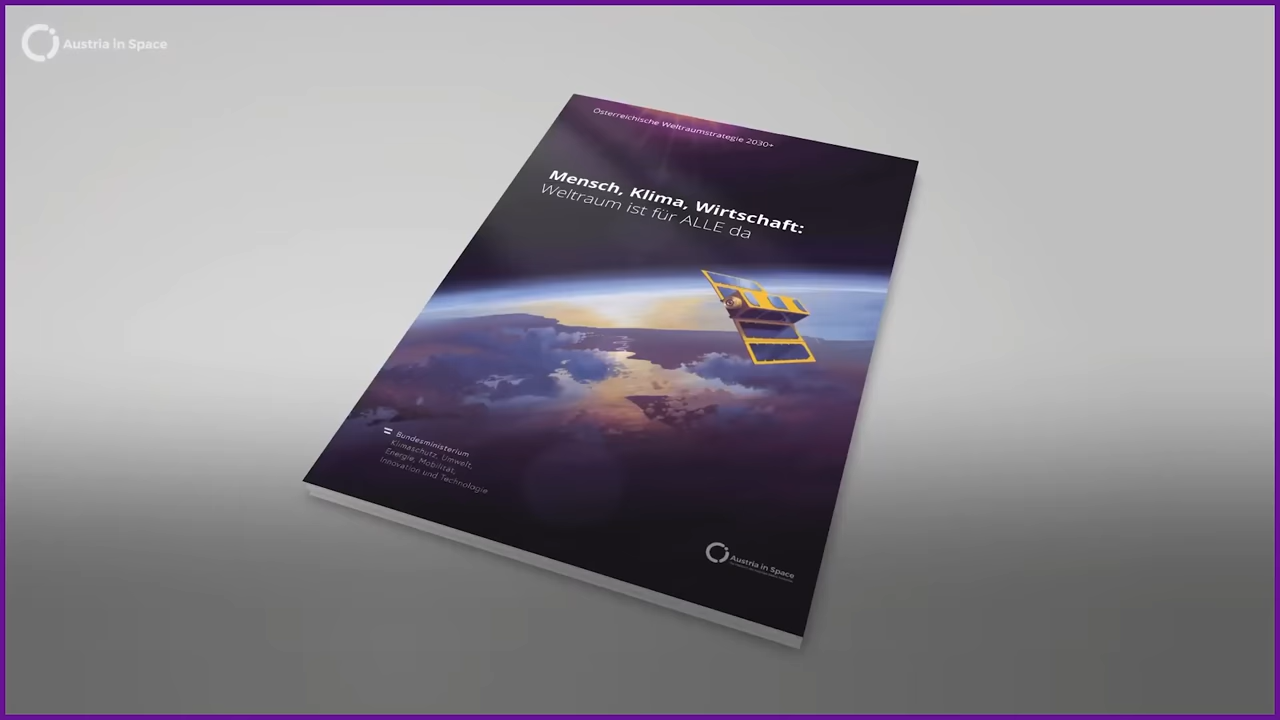 Austria in Space
Österreichische Weltraumstrategie 2030+
Mensch, Klima, Wirtschaft:
Weltraum ist für ALLE da
Bundesministerium
Klimaschutz, Umwelt,
Energie, Mobilität,
Innovation und Technologie
Austria in Space